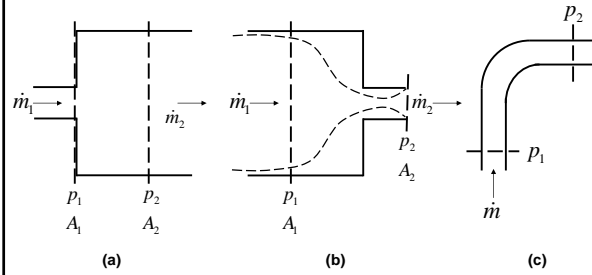 ṁ₁
ṁ₂
p₁
p₂
A₁
A₂
(a)
ṁ₁
ṁ₂
p₁
p₂
A₁
A₂
(b)
p₂
p₁
ṁ
(c)